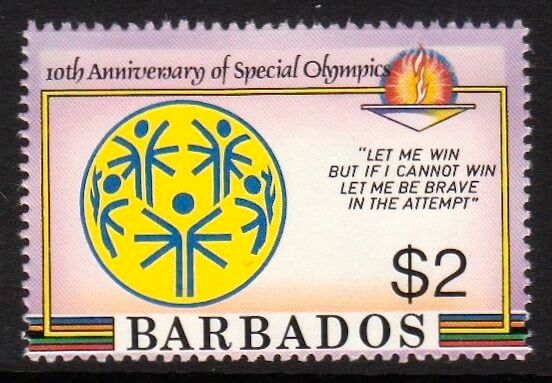 10th Anniversary of Special Olympics
"LET ME WIN
BUT IF I CANNOT WIN
LET ME BE BRAVE
IN THE ATTEMPT"
$2
BARBADOS